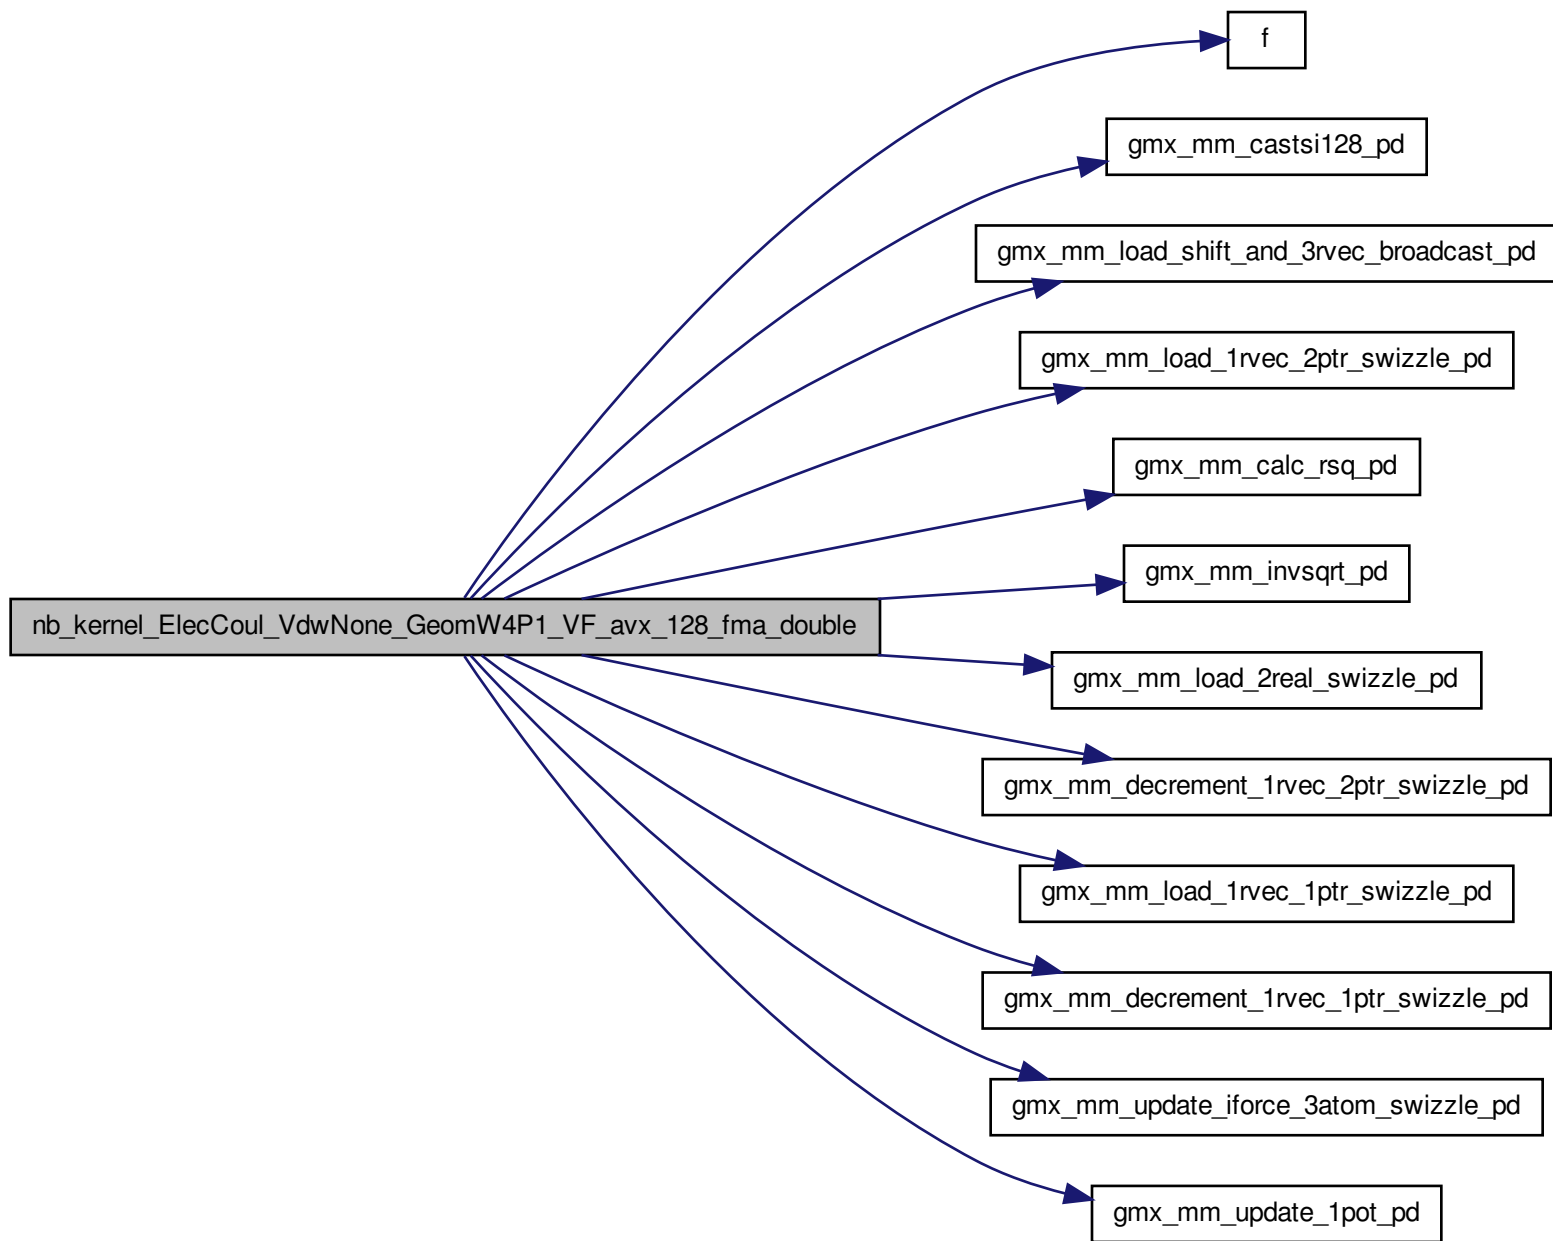 f
gmx_mm_castsi128_pd
gmx_mm_load_shift_and_3rvec_broadcast_pd
gmx_mm_load_1rvec_2ptr_swizzle_pd
gmx_mm_calc_rsq_pd
gmx_mm_invsqrt_pd
nb_kernel_ElecCoul_VdwNone_GeomW4P1_VF_avx_128_fma_double
gmx_mm_load_2real_swizzle_pd
gmx_mm_decrement_1rvec_2ptr_swizzle_pd
gmx_mm_load_1rvec_1ptr_swizzle_pd
gmx_mm_decrement_1rvec_1ptr_swizzle_pd
gmx_mm_update_iforce_3atom_swizzle_pd
gmx_mm_update_1pot_pd